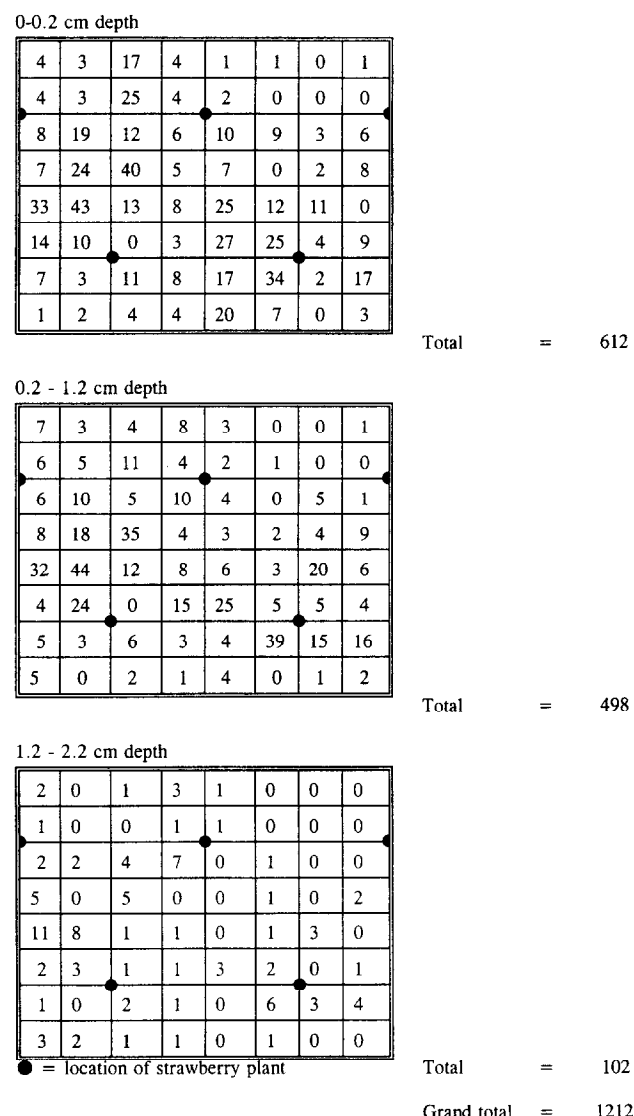 0-0.2 cm depth
4 3 17 4 1 1 0 1
4 3 25 4 2 0 0 0
8 19 12 6 10 9 3 6
7 24 40 5 7 0 2 8
33 43 13 8 25 12 11 0
14 10 0 3 27 25 4 9
7 3 11 8 17 34 2 17
1 2 4 4 20 7 0 3
Total = 612
0.2 - 1.2 cm depth
7 3 4 8 3 0 0 1
6 5 11 4 2 1 0 0
6 10 5 10 4 0 5 1
8 18 35 4 3 2 4 9
32 44 12 8 6 3 20 6
4 24 0 15 25 5 5 4
5 3 6 3 4 39 15 16
5 0 2 1 4 0 1 2
Total = 498
1.2 - 2.2 cm depth
2 0 1 3 1 0 0 0
1 0 0 1 1 0 0 0
2 2 4 7 0 1 0 0
5 0 5 0 0 1 0 2
11 8 1 1 0 1 3 0
2 3 1 1 3 2 0 1
1 0 2 1 0 6 3 4
3 2 1 1 0 1 0 0
= location of strawberry plant Total = 102
Grand total = 1212